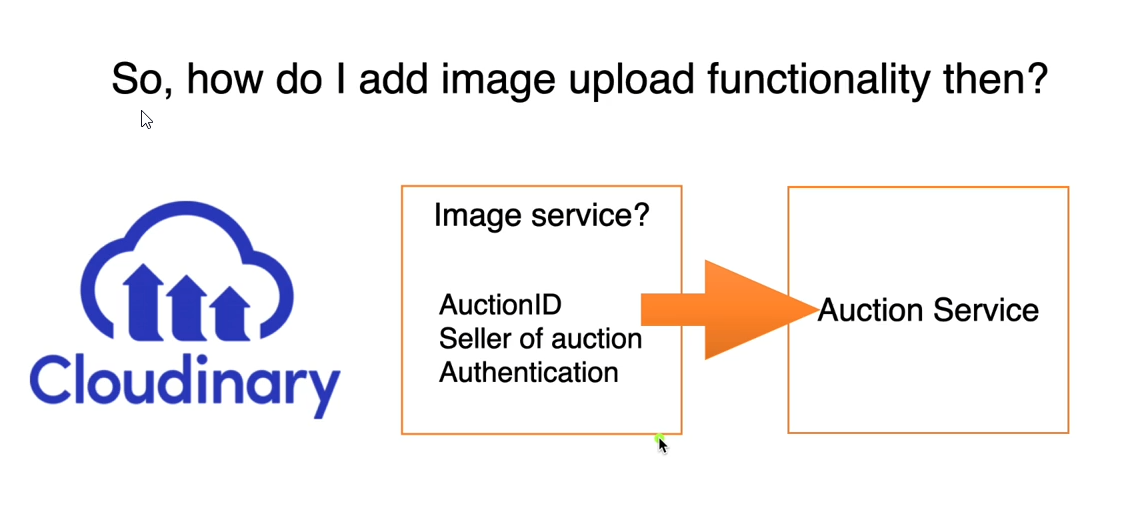 So, how do I add image upload functionality then?
Cloudinary
Image service?
AuctionID
Seller of auction
Authentication
Auction Service